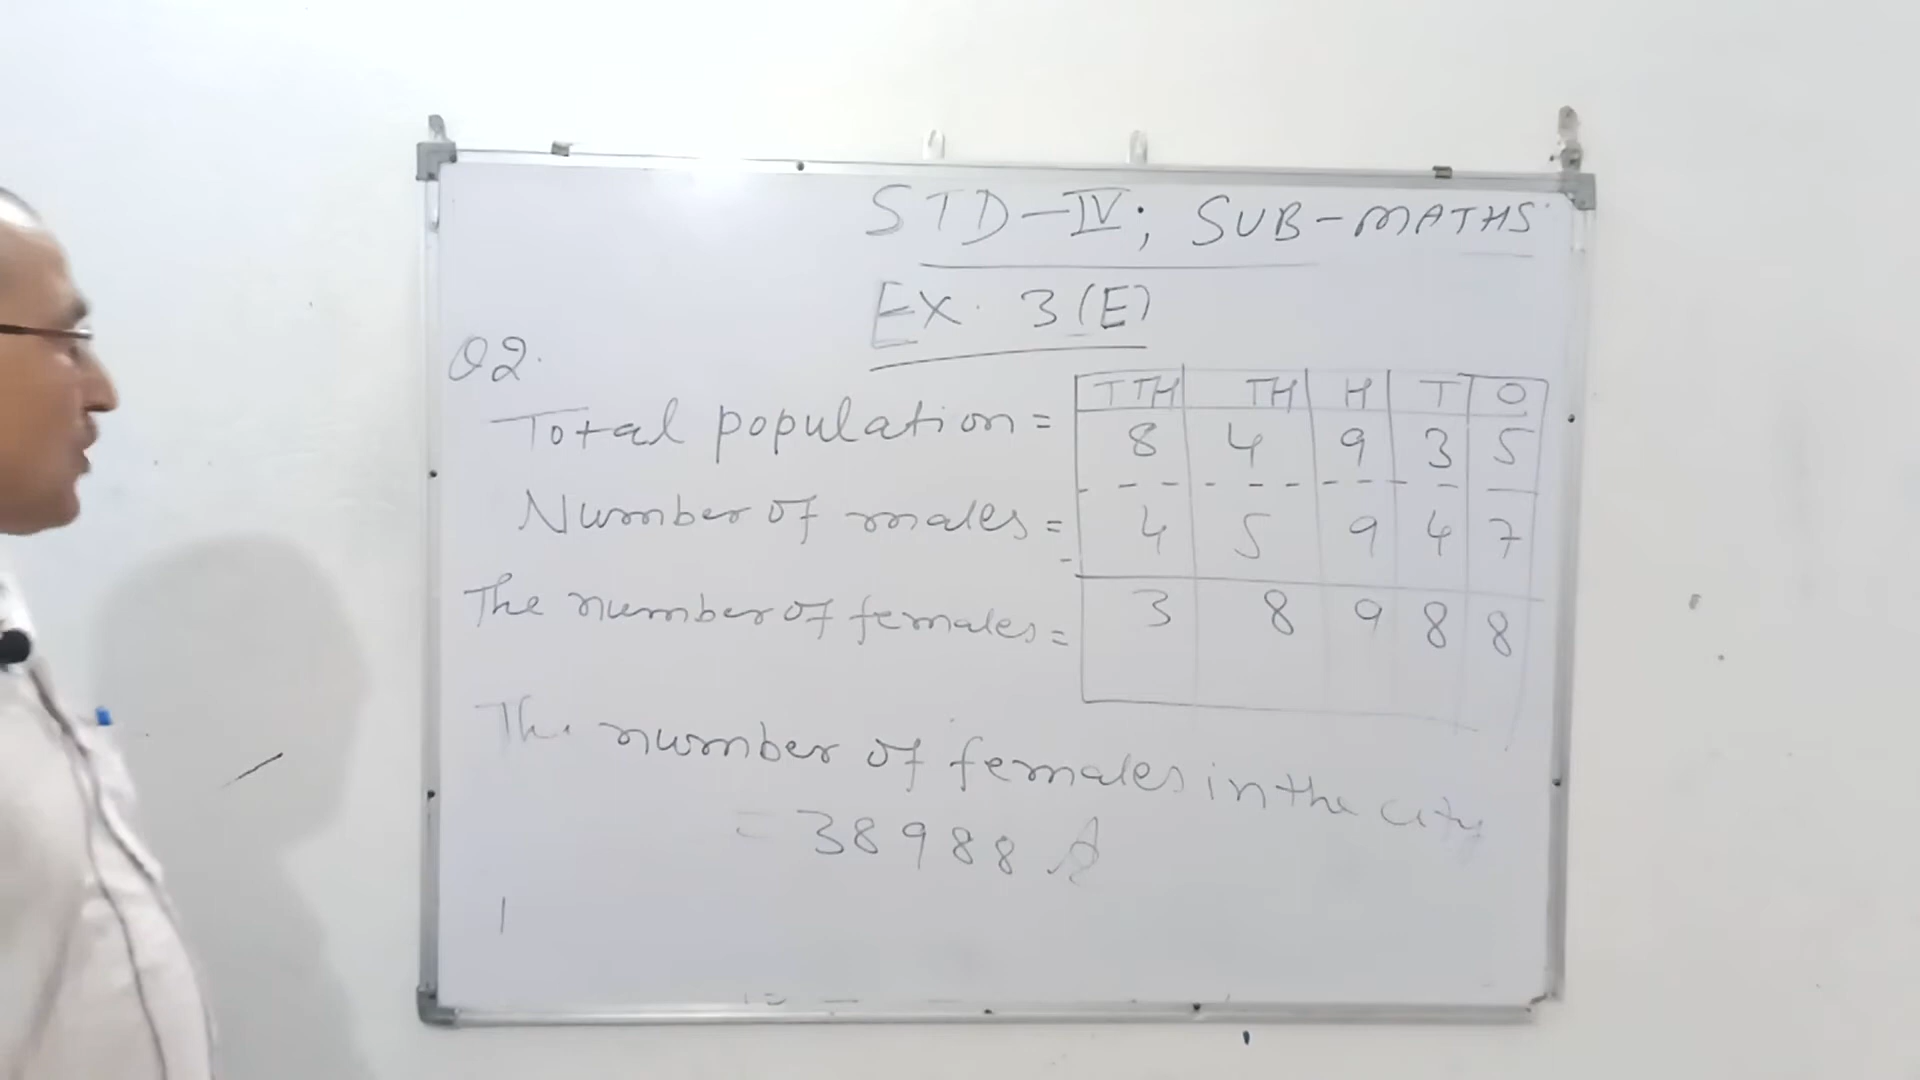 STD-IV; SUB-MATHS
EX. 3(E)
Q2.
TTH TH H T O
Total population = 8 4 9 3 5
Number of males = 4 5 9 4 7
-
The number of females = 3 8 9 8 8
The number of females in the city
= 38988